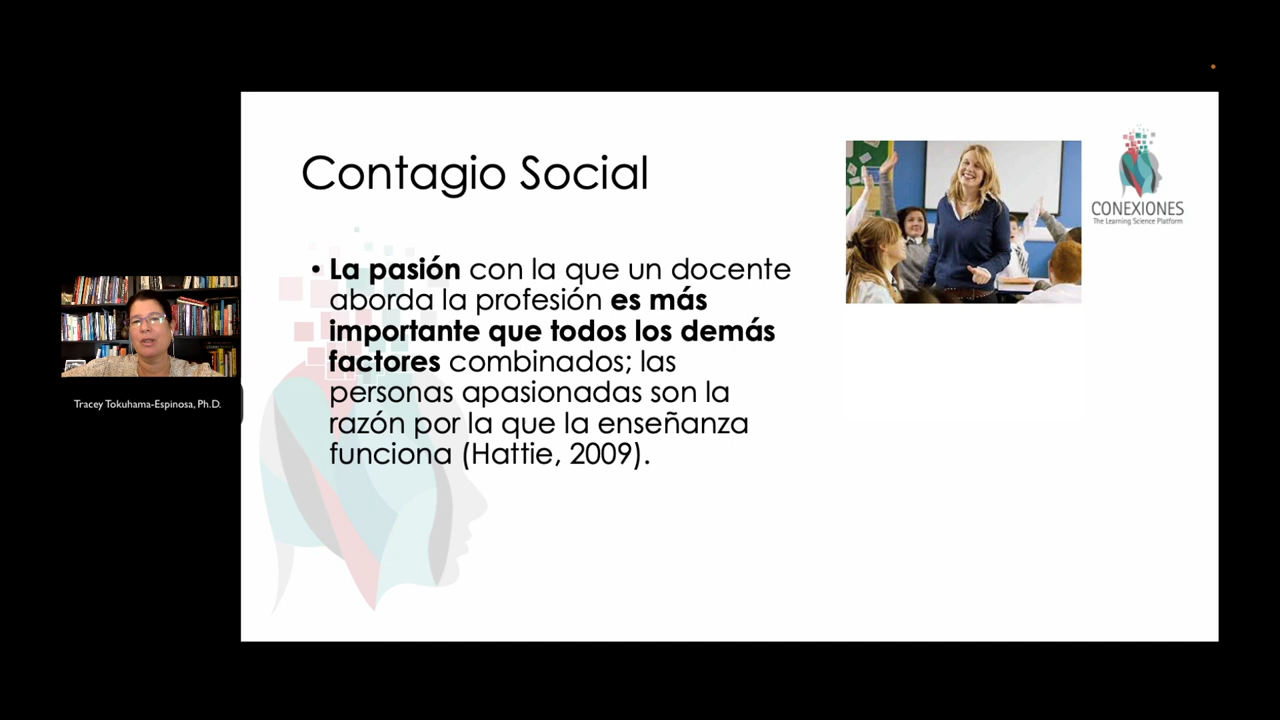 Contagio Social
• La pasión con la que un docente
aborda la profesión es más
importante que todos los demás
factores combinados; las
personas apasionadas son la
razón por la que la enseñanza
funciona (Hattie, 2009).
CONEXIONES
The Learning Science Platform
Tracey Tokuhama-Espinosa, Ph.D.